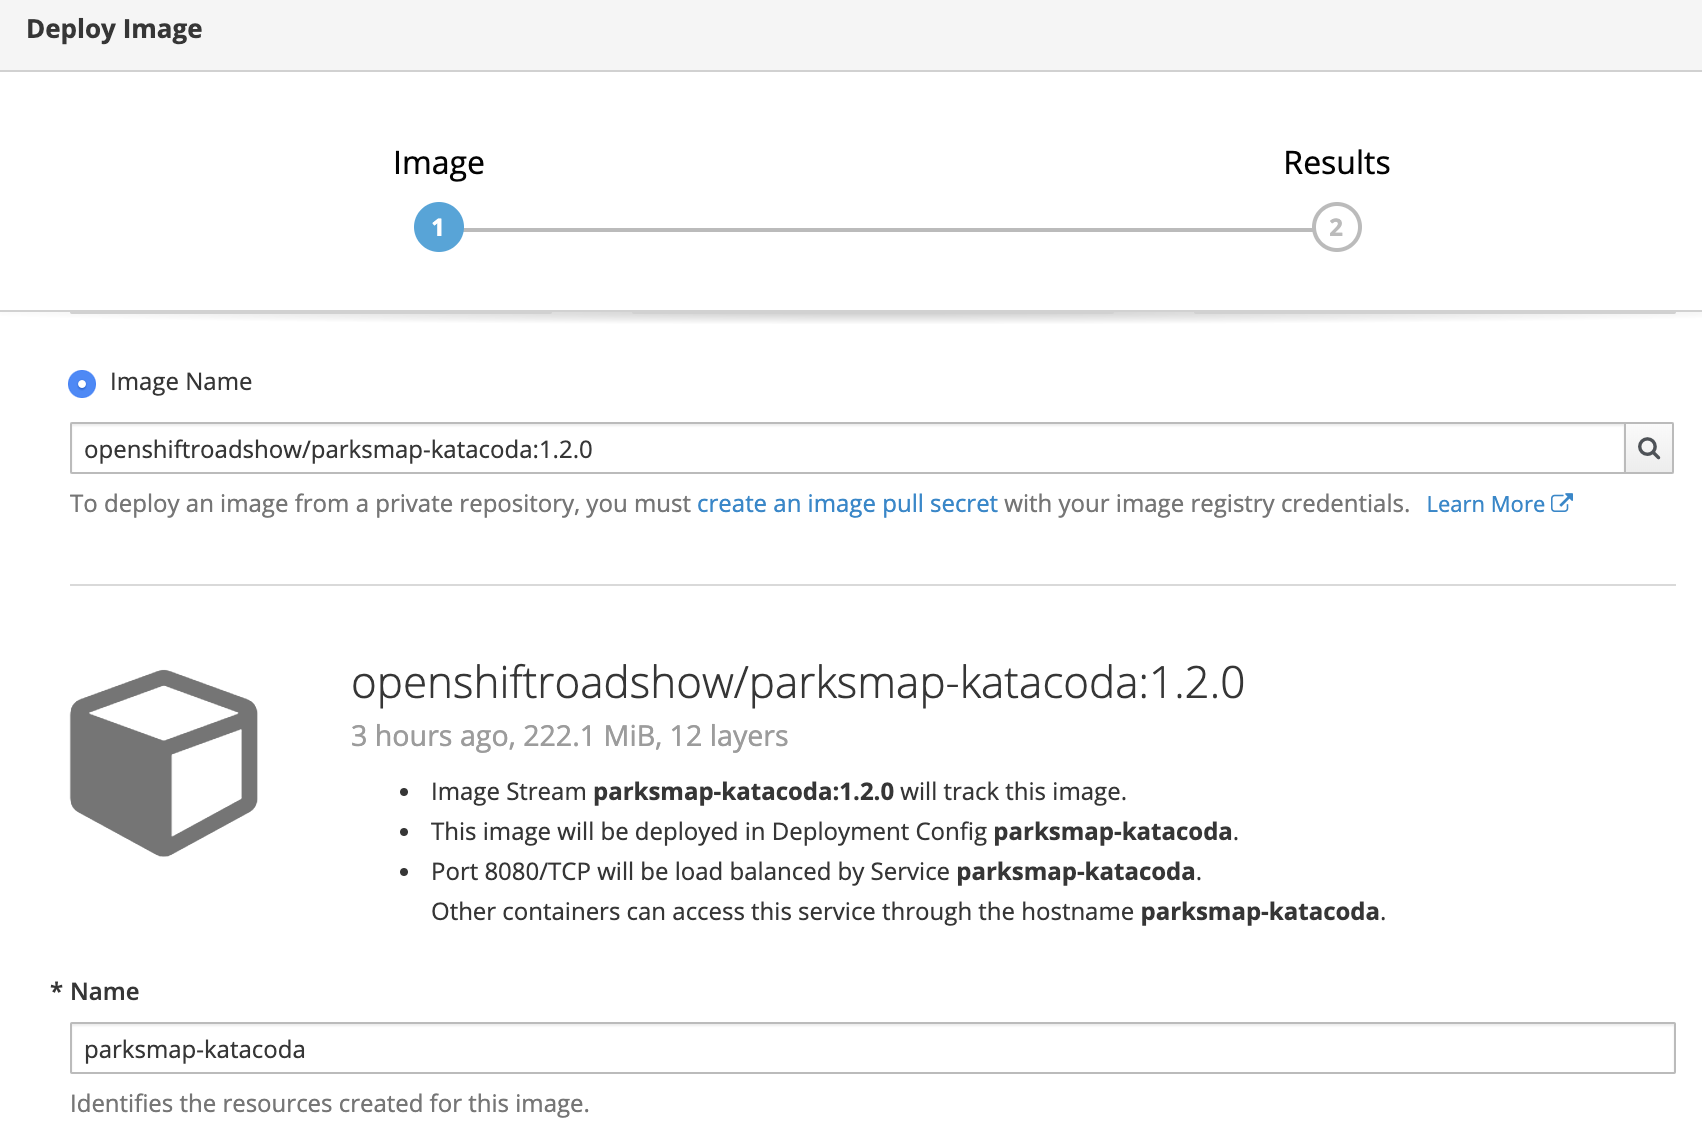 Deploy Image
Image
Results
1
2
Image Name
openshiftroadshow/parksmap-katacoda:1.2.0
To deploy an image from a private repository, you must create an image pull secret with your image registry credentials. Learn More
openshiftroadshow/parksmap-katacoda:1.2.0
3 hours ago, 222.1 MiB, 12 layers
• Image Stream parksmap-katacoda:1.2.0 will track this image.
• This image will be deployed in Deployment Config parksmap-katacoda.
• Port 8080/TCP will be load balanced by Service parksmap-katacoda.
Other containers can access this service through the hostname parksmap-katacoda.
* Name
parksmap-katacoda
Identifies the resources created for this image.